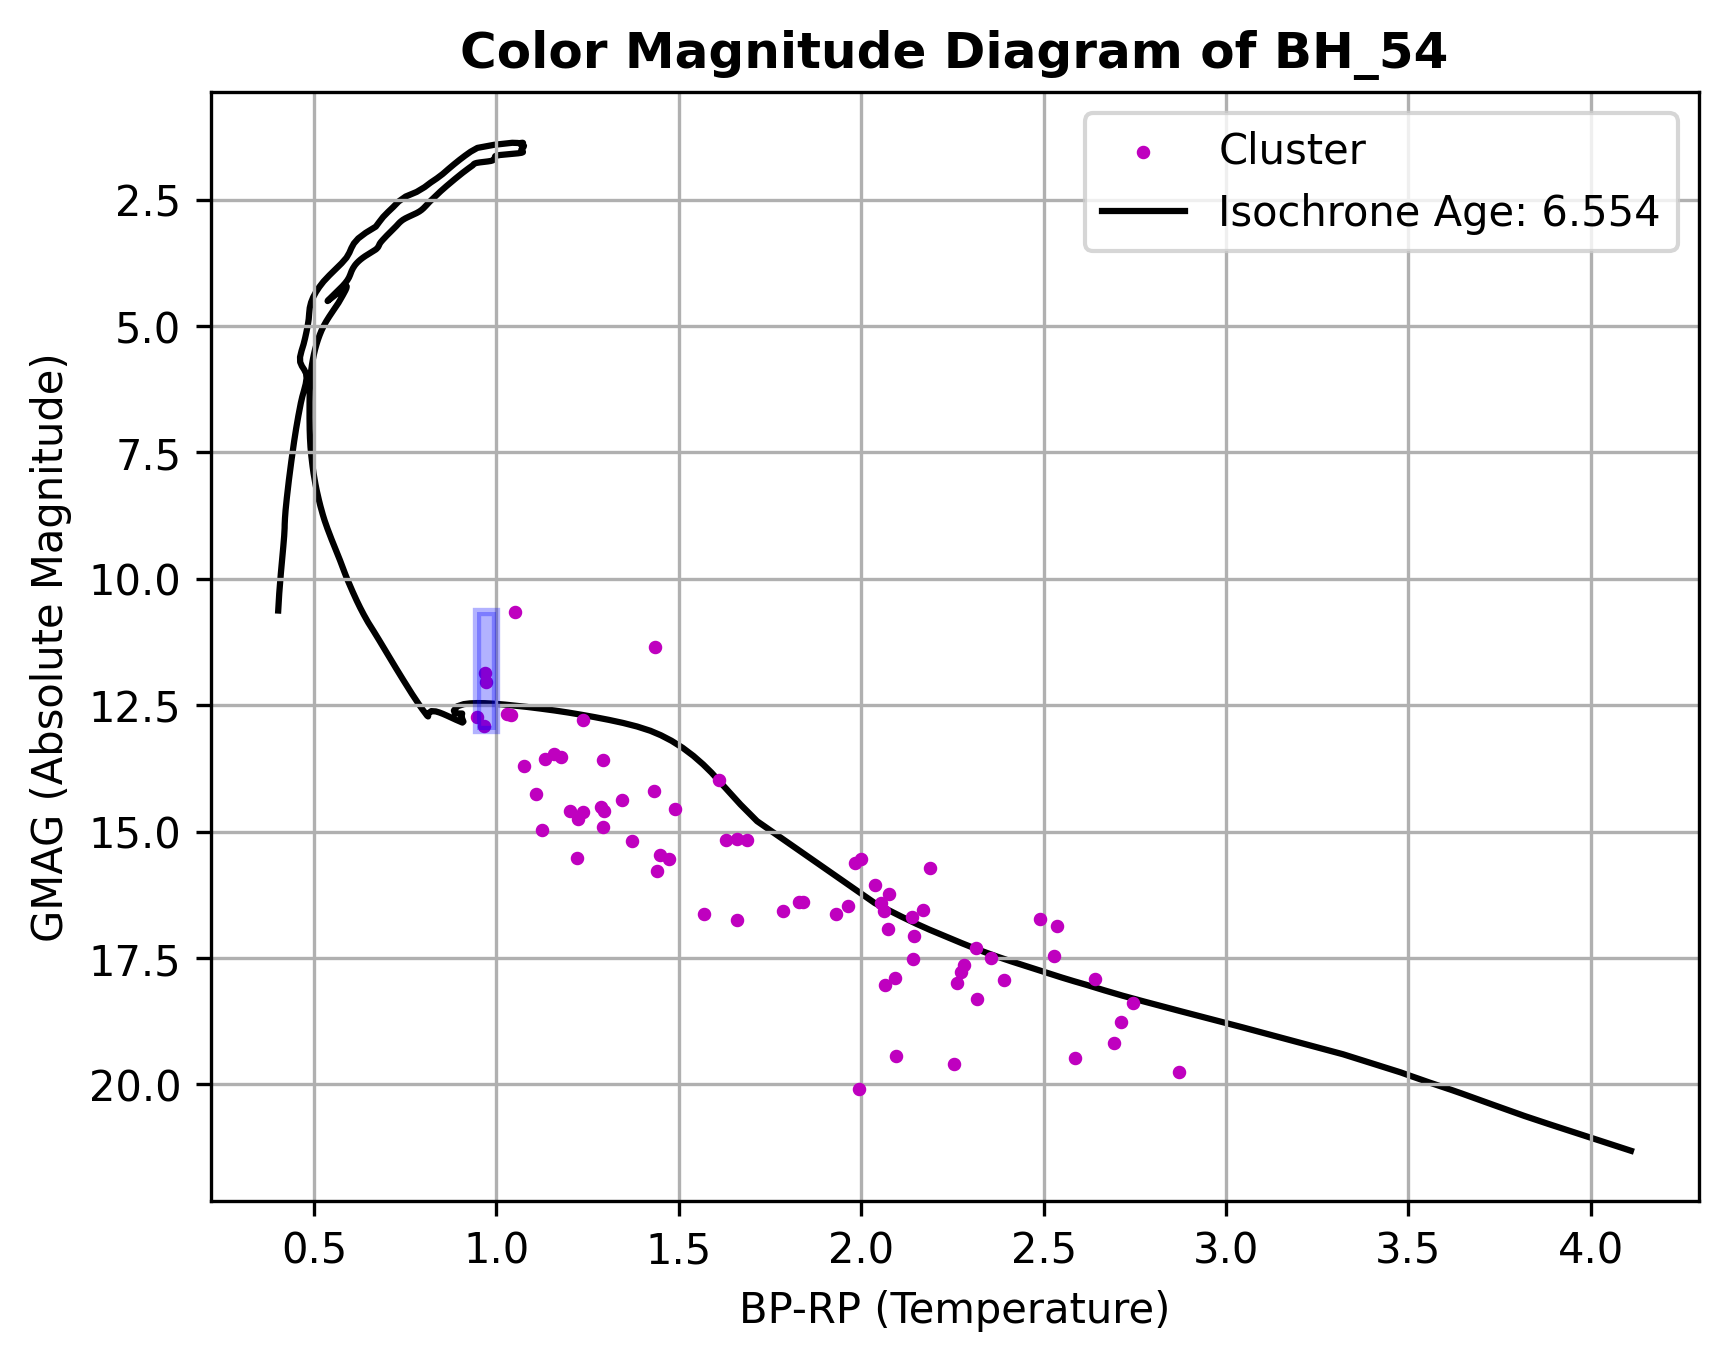 Color Magnitude Diagram of BH_54
Cluster
Isochrone Age: 6.554
GMAG (Absolute Magnitude)
2.5
5.0
7.5
10.0
12.5
15.0
17.5
20.0
0.5 1.0 1.5 2.0 2.5 3.0 3.5 4.0
BP-RP (Temperature)